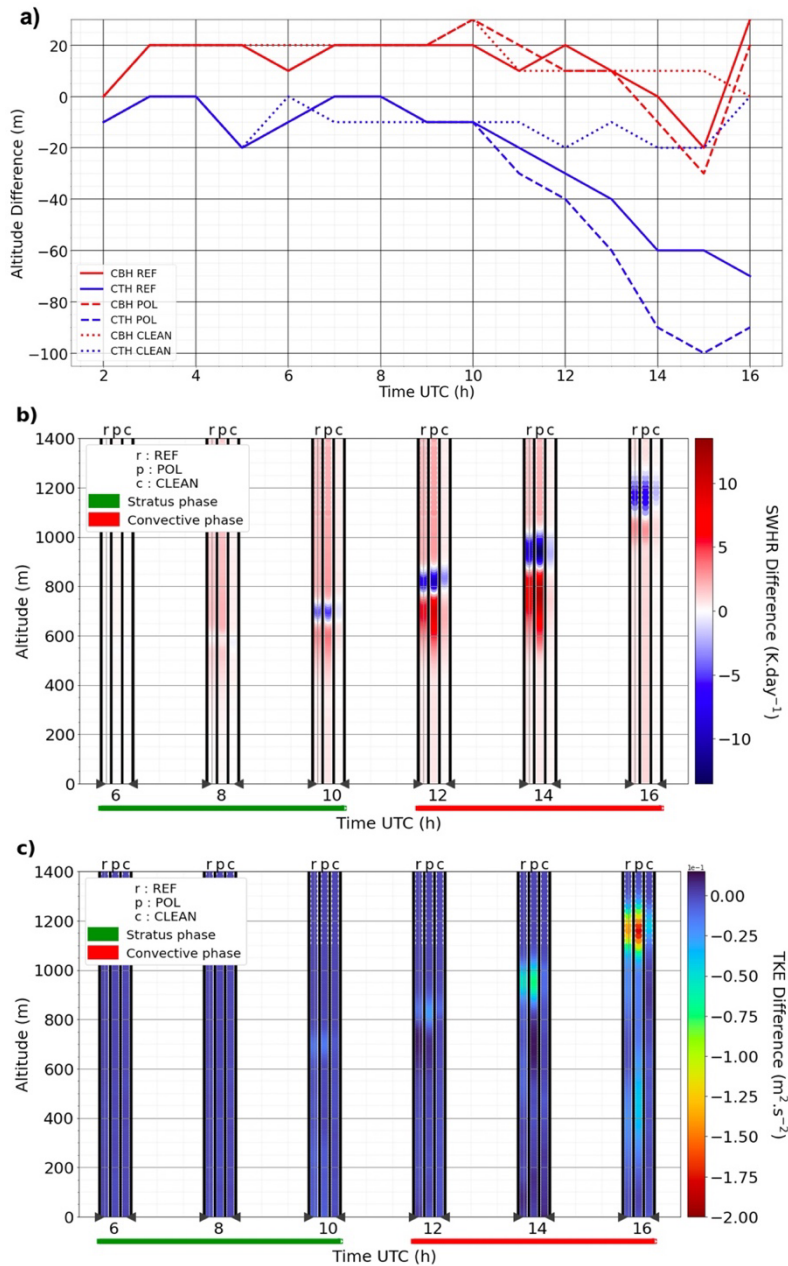 a)
20
0
−20
−40
−60
−80
−100
Altitude Difference (m)
CBH REF
CTH REF
CBH POL
CTH POL
CBH CLEAN
CTH CLEAN
2 4 6 8 10 12 14 16
Time UTC (h)
b)
r p c r p c r p c r p c r p c r p c
1400
1200
1000
800
600
400
200
0
Altitude (m)
r : REF
p : POL
c : CLEAN
Stratus phase
Convective phase
6 8 10 12 14 16
Time UTC (h)
10
5
0
−5
−10
SWHR Difference (K.day⁻¹)
c)
r p c r p c r p c r p c r p c r p c
1400
1200
1000
800
600
400
200
0
Altitude (m)
r : REF
p : POL
c : CLEAN
Stratus phase
Convective phase
6 8 10 12 14 16
Time UTC (h)
1e−1
0.00
−0.25
−0.50
−0.75
−1.00
−1.25
−1.50
−1.75
−2.00
TKE Difference (m².s⁻²)